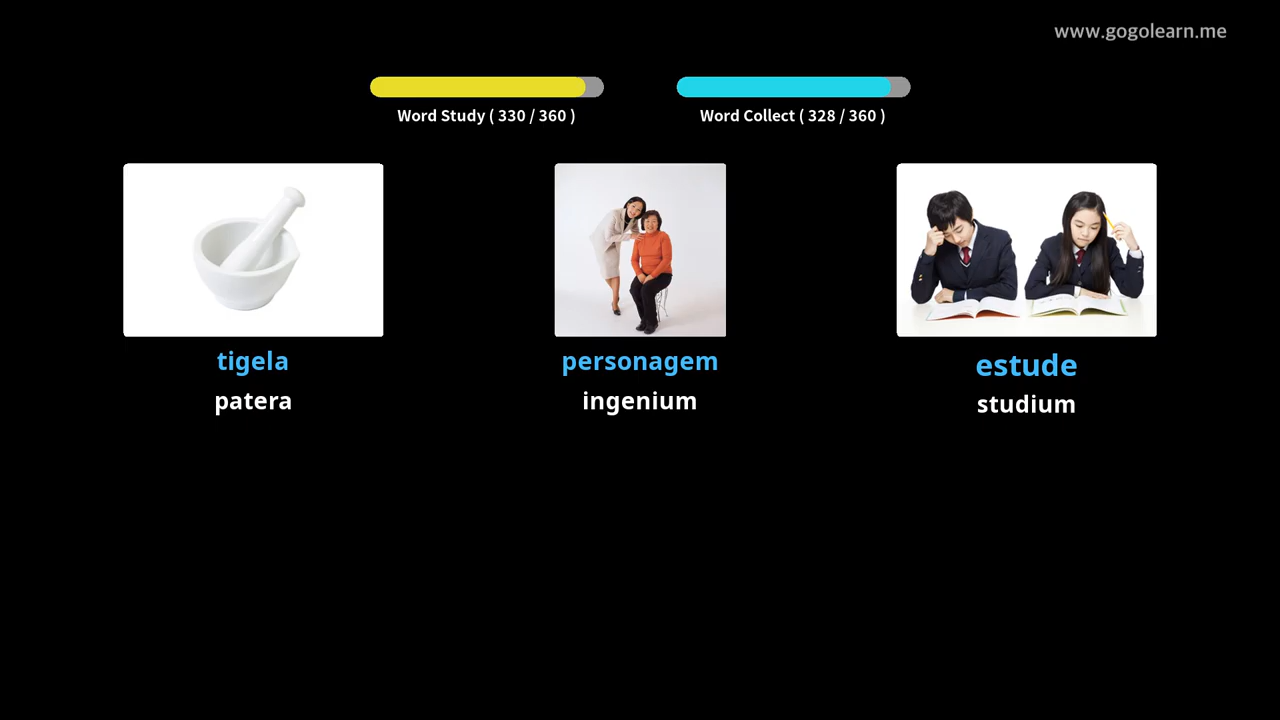 www.gogolearn.me
Word Study ( 330 / 360 )
Word Collect ( 328 / 360 )
tigela
patera
personagem
ingenium
estude
studium